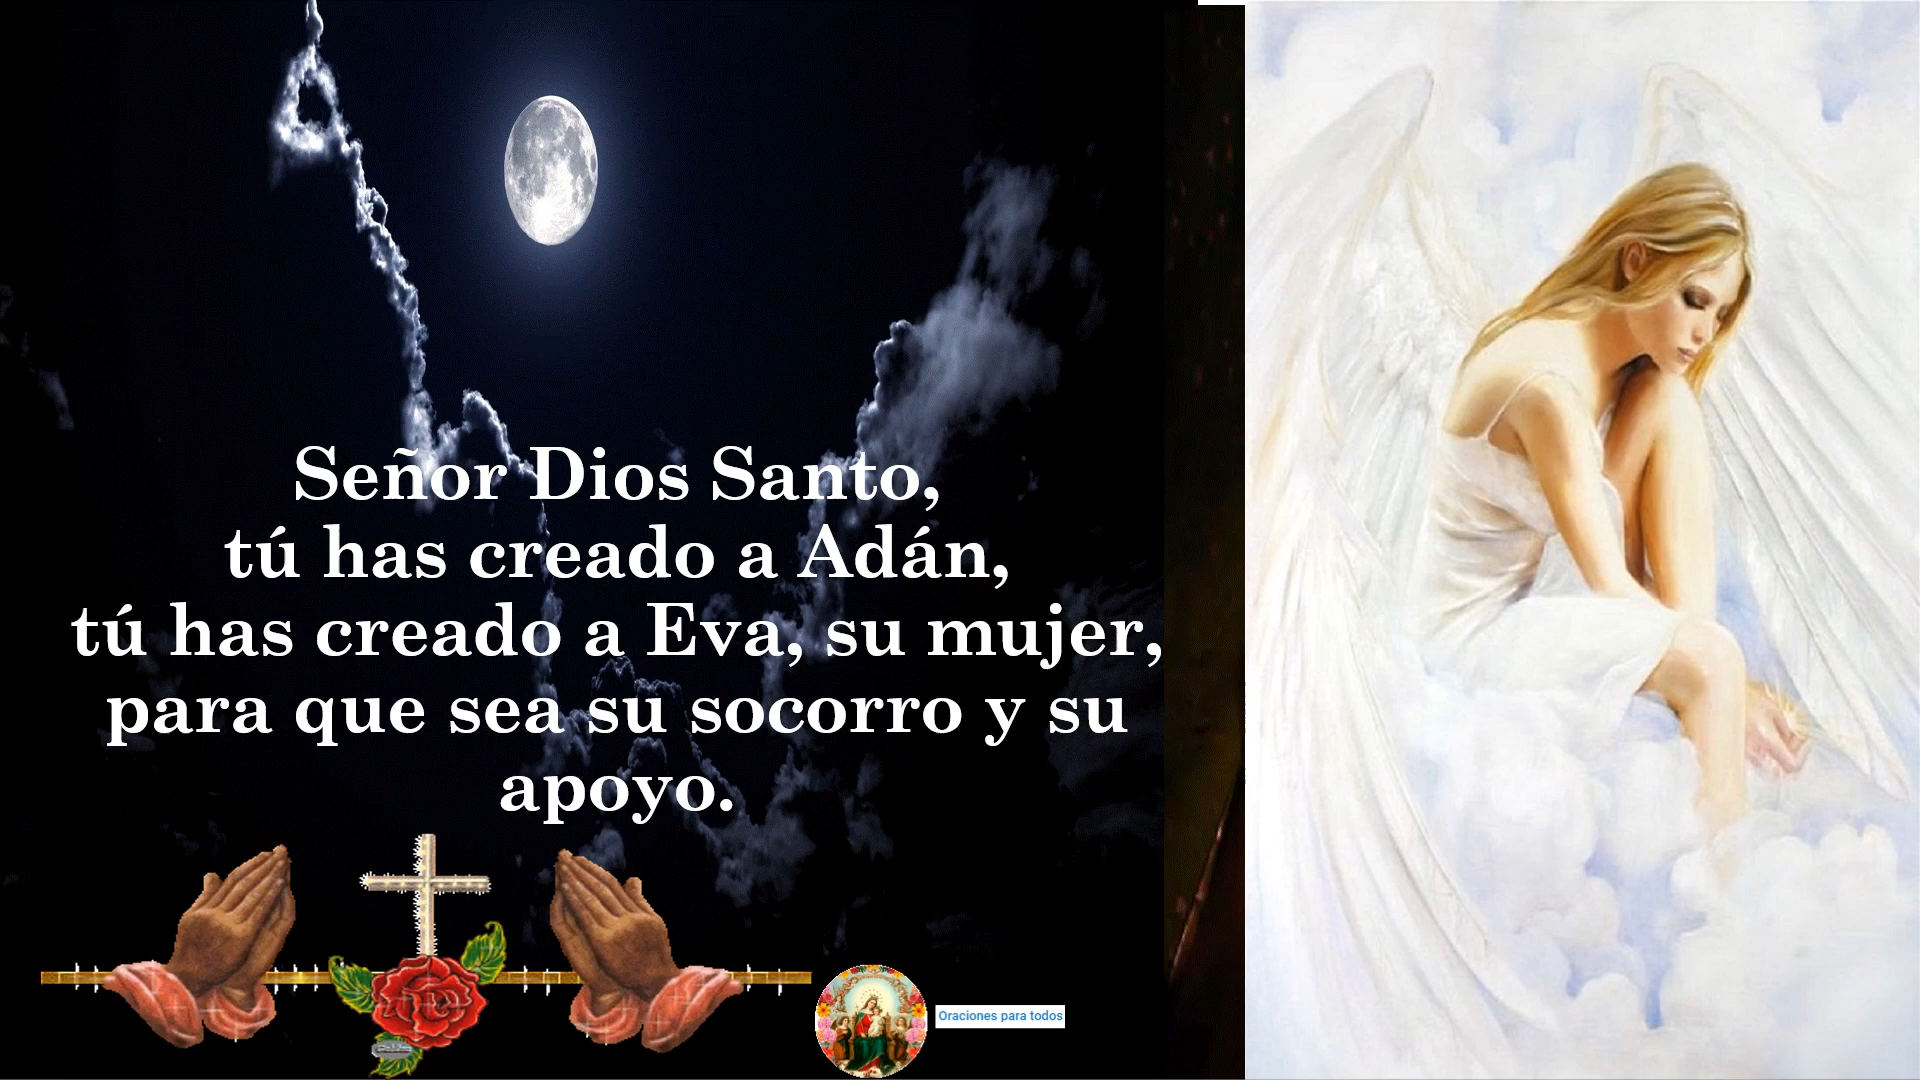 Señor Dios Santo,
tú has creado a Adán,
tú has creado a Eva, su mujer,
para que sea su socorro y su
apoyo.
Oraciones para todos